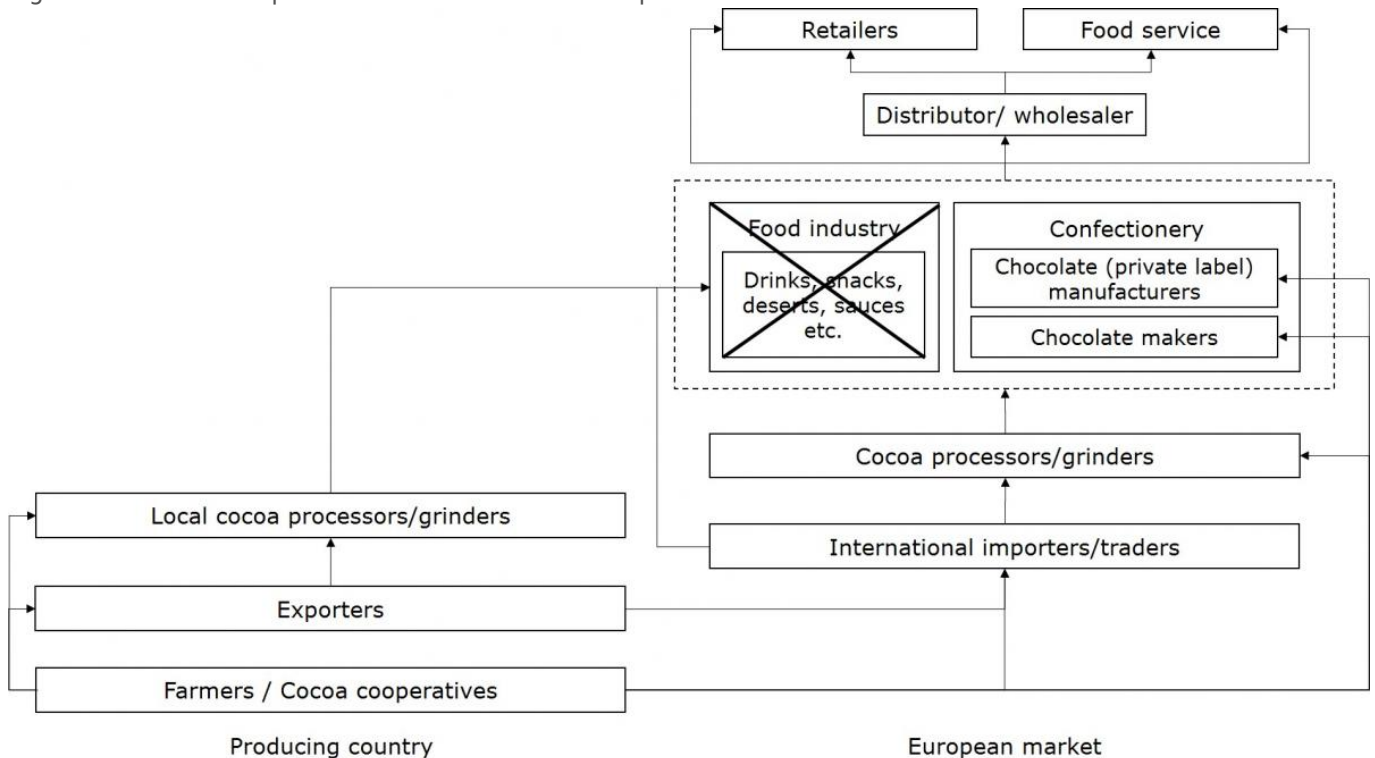 Retailers
Food service
Distributor/ wholesaler
Food industry
Drinks, snacks,
deserts, sauces
etc.
Confectionery
Chocolate (private label)
manufacturers
Chocolate makers
Cocoa processors/grinders
Local cocoa processors/grinders
International importers/traders
Exporters
Farmers / Cocoa cooperatives
Producing country
European market